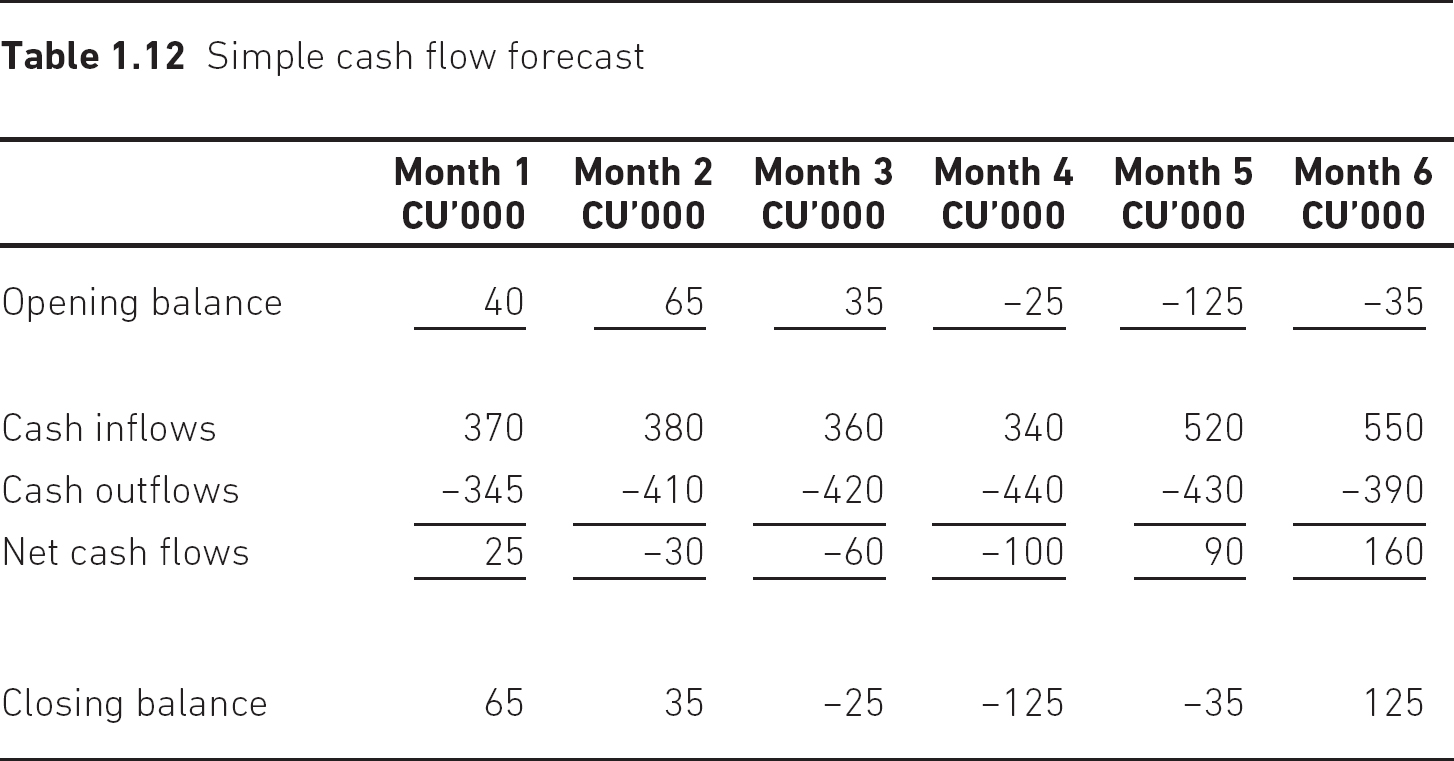 Table 1.12 Simple cash flow forecast
Month 1 Month 2 Month 3 Month 4 Month 5 Month 6
CU’000 CU’000 CU’000 CU’000 CU’000 CU’000
Opening balance 40 65 35 –25 –125 –35
Cash inflows 370 380 360 340 520 550
Cash outflows –345 –410 –420 –440 –430 –390
Net cash flows 25 –30 –60 –100 90 160
Closing balance 65 35 –25 –125 –35 125